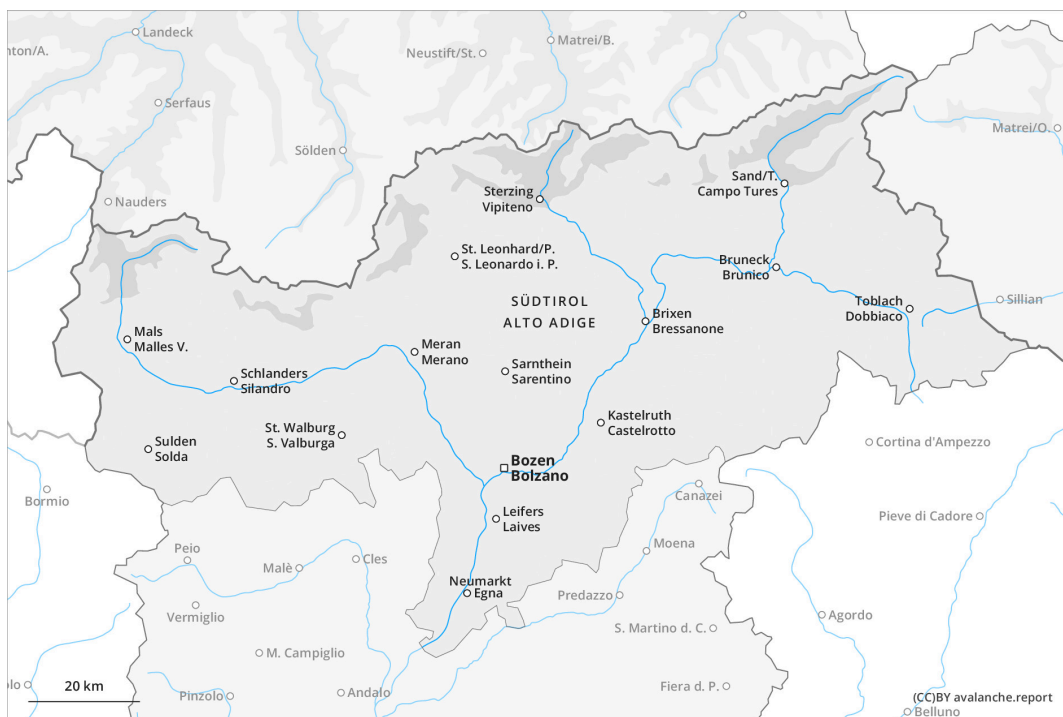 Landeck
Matrei/B.
Neustift/St.
nton/A.
Serfaus
Matrei/O.
Sölden
Sand/T.
Campo Tures
Sterzing
Vipiteno
Nauders
St. Leonhard/P.
S. Leonardo i. P.
Bruneck
Brunico
SÜDTIROL
ALTO ADIGE
Toblach
Dobbiaco
Sillian
Brixen
Bressanone
Mals
Malles V.
Meran
Merano
Sarnthein
Sarentino
Schlanders
Silandro
Kastelruth
Castelrotto
St. Walburg
S. Valburga
Sulden
Solda
Cortina d'Ampezzo
Bozen
Bolzano
Bormio
Canazei
Leifers
Laives
Pieve di Cadore
Peio
Moena
Cles
Malè
Neumarkt
Egna
Predazzo
Vermiglio
Agordo
S. Martino d. C.
M. Campiglio
olo
20 km
Pinzolo
Andalo
Fiera d. P.
(CC)BY avalanche.report
Belluno